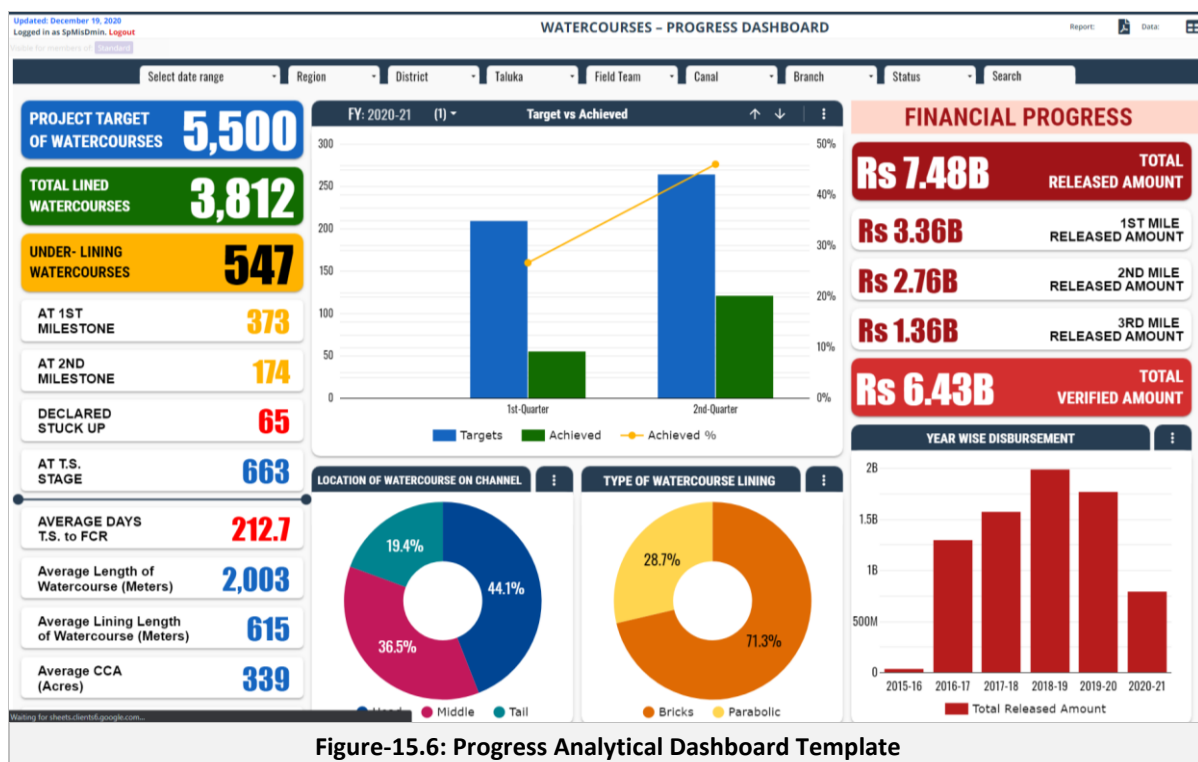 Updated: December 19, 2020
Logged in as SpMisDmin. Logout
Visible for members of: Standard
WATERCOURSES – PROGRESS DASHBOARD
Report:
Data:
Select date range
Region
District
Taluka
Field Team
Canal
Branch
Status
Search
PROJECT TARGET
OF WATERCOURSES
5,500
TOTAL LINED
WATERCOURSES
3,812
UNDER- LINING
WATERCOURSES
547
AT 1ST
MILESTONE
373
AT 2ND
MILESTONE
174
DECLARED
STUCK UP
65
AT T.S.
STAGE
663
AVERAGE DAYS
T.S. to FCR
212.7
Average Length of
Watercourse (Meters)
2,003
Average Lining Length
of Watercourse (Meters)
615
Average CCA
(Acres)
339
Waiting for sheets.clients6.google.com...
FY: 2020-21 (1)
Target vs Achieved
300
250
200
150
100
50
0
50%
40%
30%
20%
10%
0%
1st-Quarter
2nd-Quarter
Targets
Achieved
Achieved %
LOCATION OF WATERCOURSE ON CHANNEL
19.4%
44.1%
36.5%
Middle
Tail
TYPE OF WATERCOURSE LINING
28.7%
71.3%
Bricks
Parabolic
FINANCIAL PROGRESS
Rs 7.48B
TOTAL
RELEASED AMOUNT
Rs 3.36B
1ST MILE
RELEASED AMOUNT
Rs 2.76B
2ND MILE
RELEASED AMOUNT
Rs 1.36B
3RD MILE
RELEASED AMOUNT
Rs 6.43B
TOTAL
VERIFIED AMOUNT
YEAR WISE DISBURSEMENT
2B
1.5B
1B
500M
0
2015-16
2016-17
2017-18
2018-19
2019-20
2020-21
Total Released Amount
Figure-15.6: Progress Analytical Dashboard Template